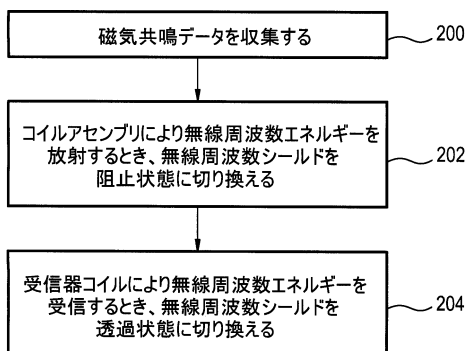 磁気共鳴データを収集する
200
コイルアセンブリにより無線周波数エネルギーを
放射するとき、無線周波数シールドを
阻止状態に切り換える
202
受信器コイルにより無線周波数エネルギーを
受信するとき、無線周波数シールドを
透過状態に切り換える
204